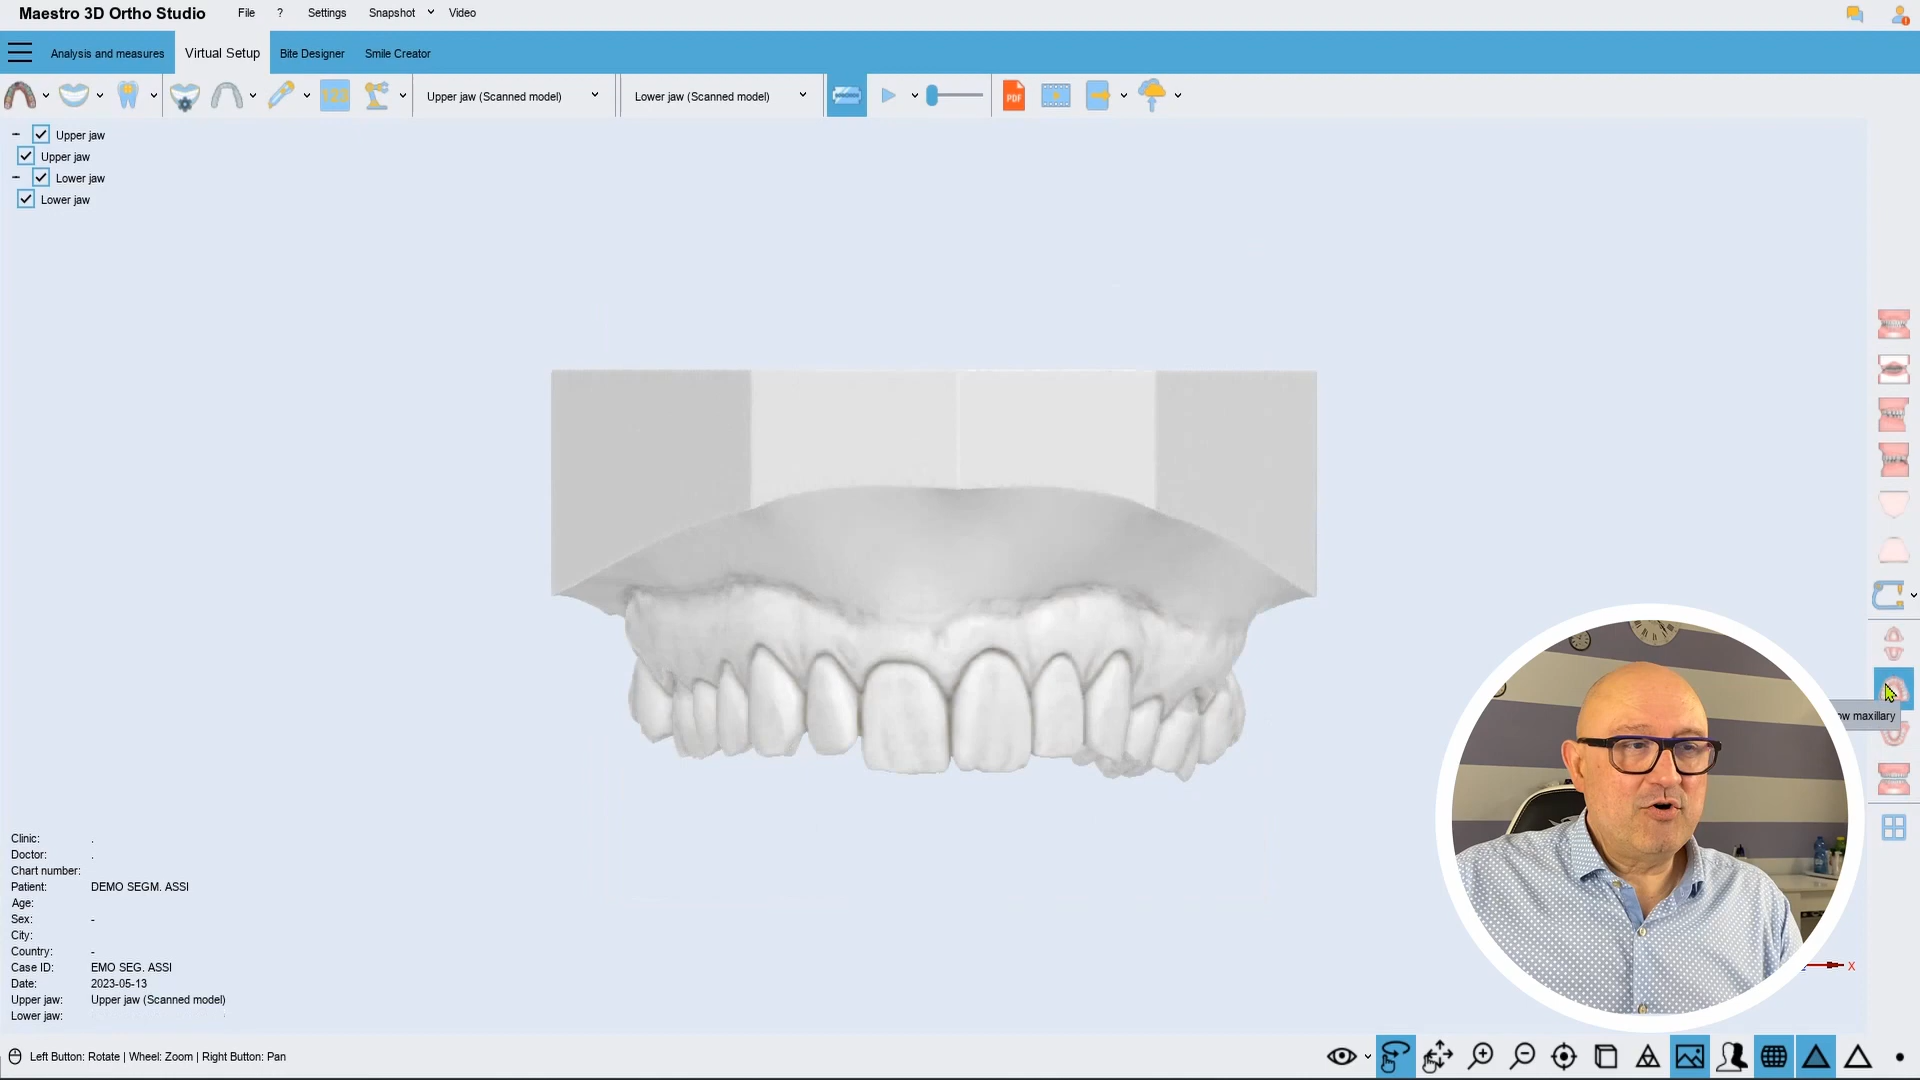 Maestro 3D Ortho Studio File ? Settings Snapshot Video
Analysis and measures Virtual Setup Bite Designer Smile Creator
123 Upper jaw (Scanned model) Lower jaw (Scanned model) PDF
Upper jaw
Upper jaw
Lower jaw
Lower jaw
maxillary
Clinic: .
Doctor: .
Chart number:
Patient: DEMO SEGM. ASSI
Age:
Sex: -
City:
Country: -
Case ID: EMO SEG. ASSI
Date: 2023-05-13
Upper jaw: Upper jaw (Scanned model)
Lower jaw:
X
Left Button: Rotate | Wheel: Zoom | Right Button: Pan